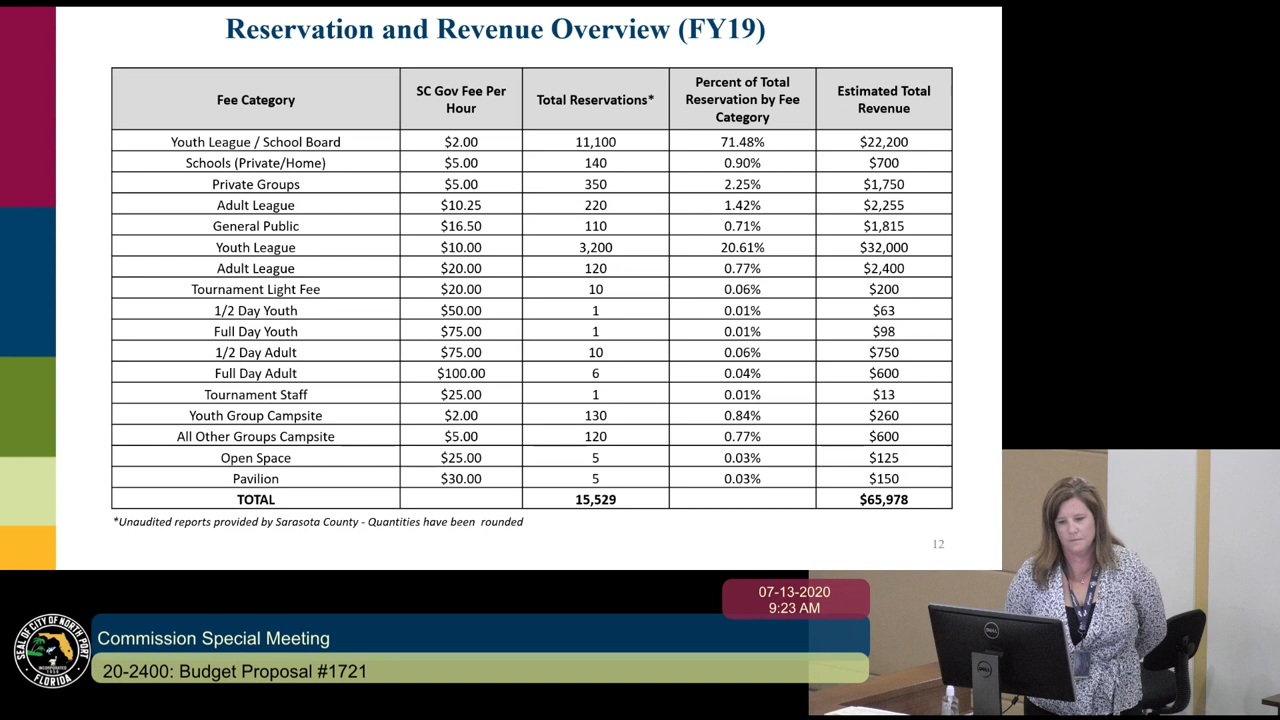 Reservation and Revenue Overview (FY19)
Fee Category SC Gov Fee Per Hour Total Reservations* Percent of Total Reservation by Fee Category Estimated Total Revenue
Youth League / School Board $2.00 11,100 71.48% $22,200
Schools (Private/Home) $5.00 140 0.90% $700
Private Groups $5.00 350 2.25% $1,750
Adult League $10.25 220 1.42% $2,255
General Public $16.50 110 0.71% $1,815
Youth League $10.00 3,200 20.61% $32,000
Adult League $20.00 120 0.77% $2,400
Tournament Light Fee $20.00 10 0.06% $200
1/2 Day Youth $50.00 1 0.01% $63
Full Day Youth $75.00 1 0.01% $98
1/2 Day Adult $75.00 10 0.06% $750
Full Day Adult $100.00 6 0.04% $600
Tournament Staff $25.00 1 0.01% $13
Youth Group Campsite $2.00 130 0.84% $260
All Other Groups Campsite $5.00 120 0.77% $600
Open Space $25.00 5 0.03% $125
Pavilion $30.00 5 0.03% $150
TOTAL 15,529 $65,978
*Unaudited reports provided by Sarasota County - Quantities have been rounded
12
07-13-2020
9:23 AM
Commission Special Meeting
20-2400: Budget Proposal #1721
SEAL OF CITY OF NORTH PORT
INCORPORATED
FLORIDA
DELL
DELL